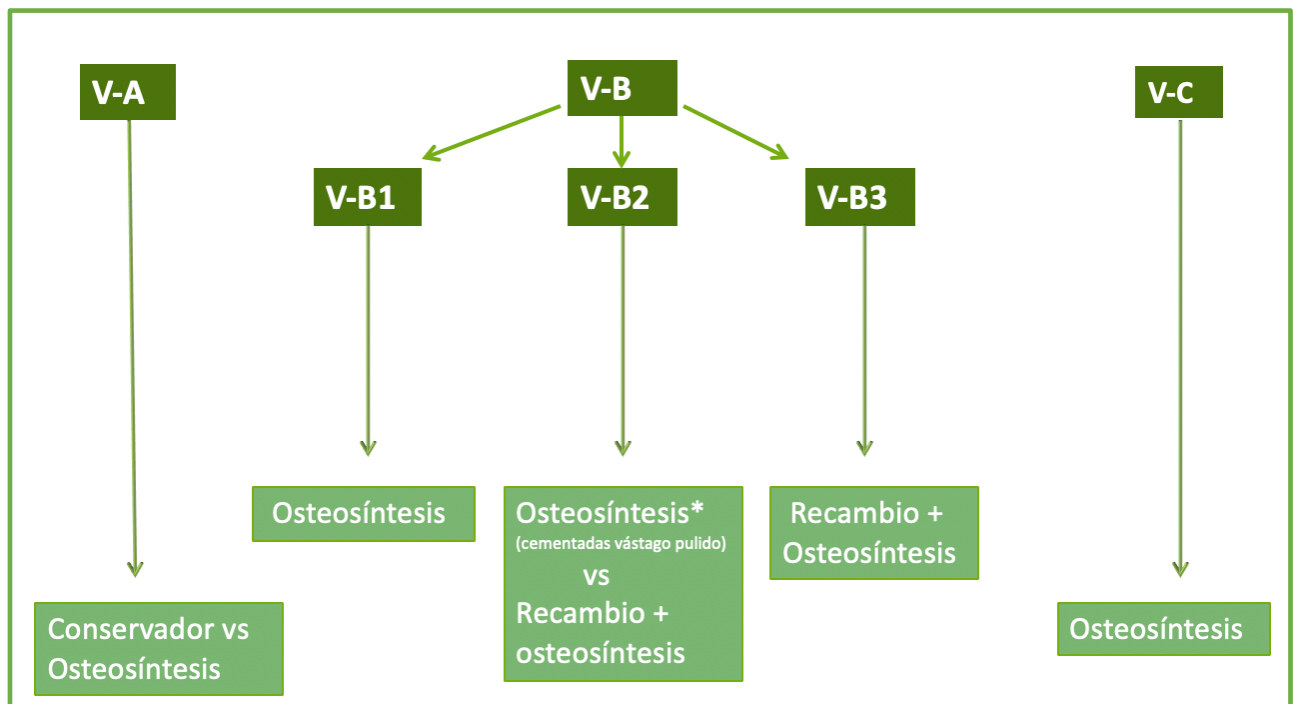 V-A
V-B
V-C
V-B1
V-B2
V-B3
Osteosíntesis
Osteosíntesis*
(cementadas vástago pulido)
vs
Recambio +
osteosíntesis
Recambio +
Osteosíntesis
Conservador vs
Osteosíntesis
Osteosíntesis